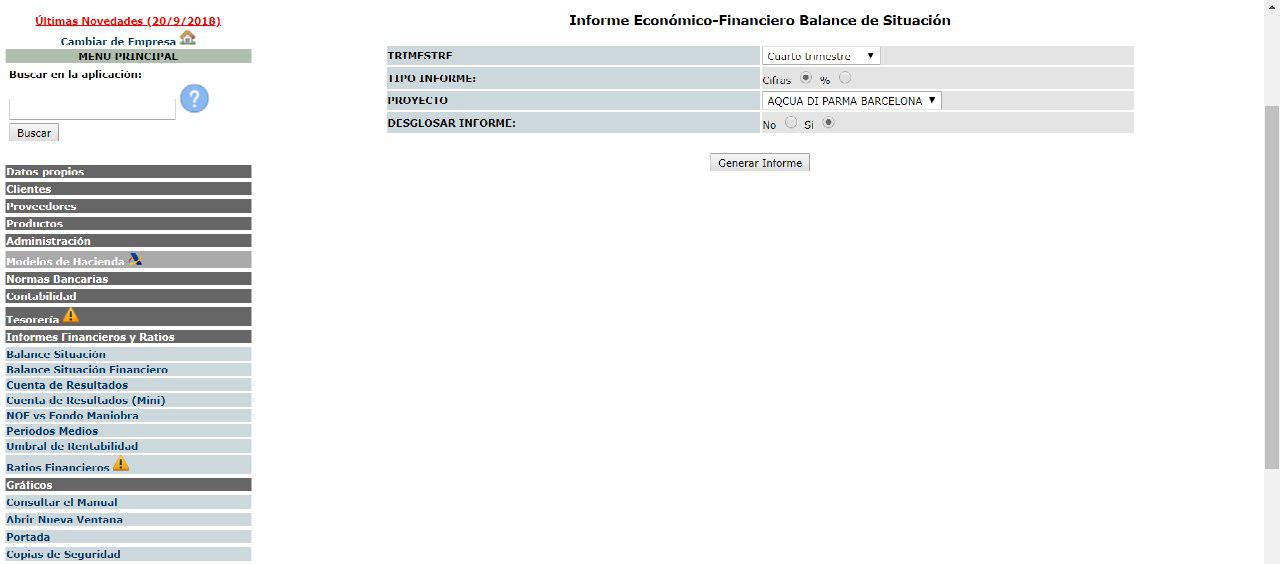 Últimas Novedades (20/9/2018)
Cambiar de Empresa
MENU PRINCIPAL
Buscar en la aplicación:
?
Buscar
Datos propios
Clientes
Proveedores
Productos
Administración
Modelos de Hacienda
Normas Bancarias
Contabilidad
Tesorería
Informes Financieros y Ratios
Balance Situación
Balance Situación Financiero
Cuenta de Resultados
Cuenta de Resultados (Mini)
NOF vs Fondo Maniobra
Periodos Medios
Umbral de Rentabilidad
Ratios Financieros
Gráficos
Consultar el Manual
Abrir Nueva Ventana
Portada
Copias de Seguridad
Informe Económico-Financiero Balance de Situación
TRIMESTRE Cuarto trimestre
TIPO INFORME: Cifras %
PROYECTO AQCUA DI PARMA BARCELONA
DESGLOSAR INFORME: No Si
Generar Informe